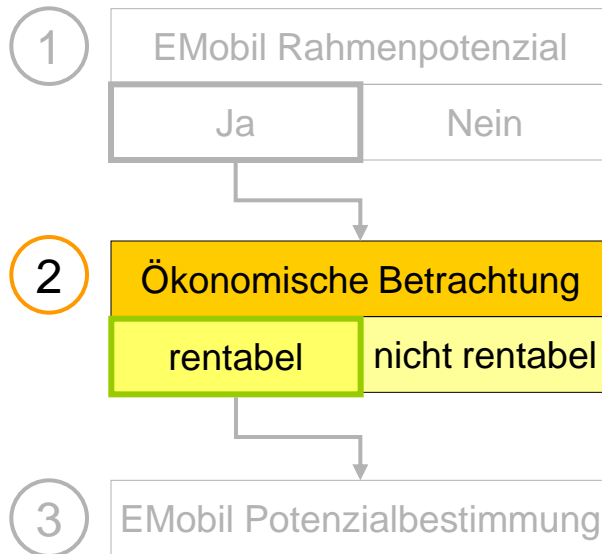 1
EMobil Rahmenpotenzial
Ja Nein
2
Ökonomische Betrachtung
rentabel nicht rentabel
3
EMobil Potenzialbestimmung